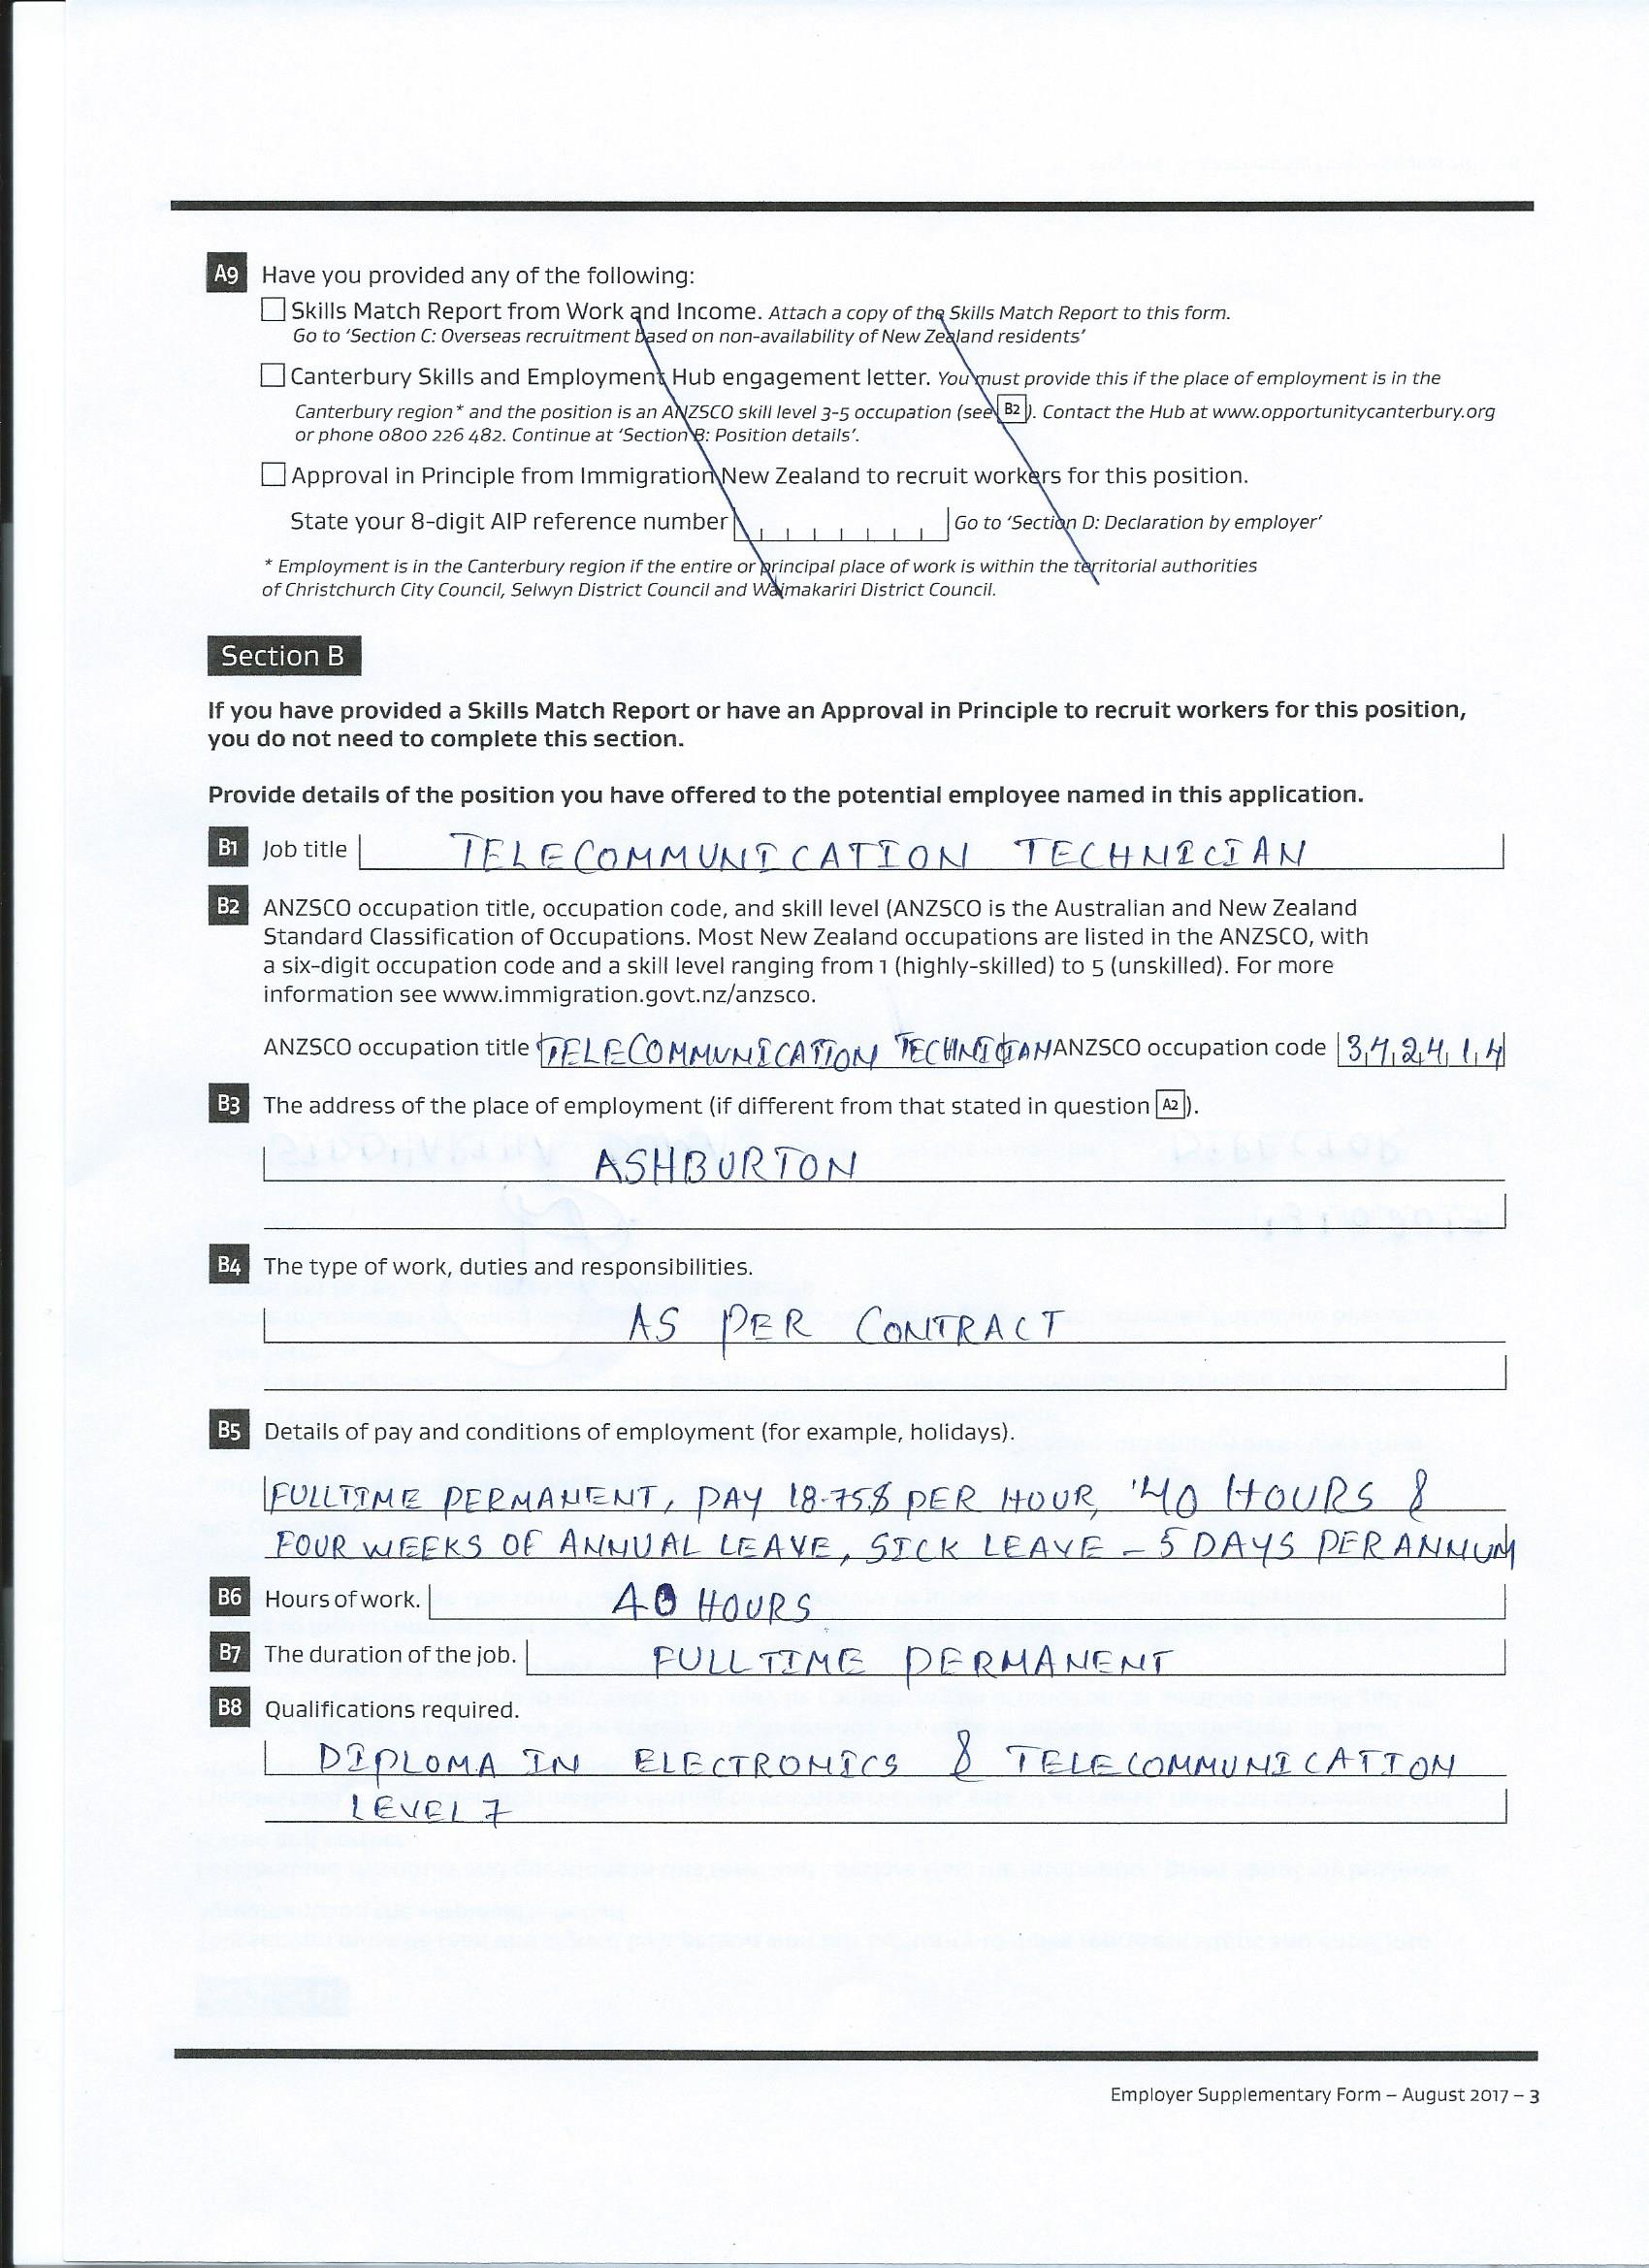 A9 Have you provided any of the following:
Skills Match Report from Work and Income. Attach a copy of the Skills Match Report to this form.
Go to ‘Section C: Overseas recruitment based on non-availability of New Zealand residents’
Canterbury Skills and Employment Hub engagement letter. You must provide this if the place of employment is in the
Canterbury region* and the position is an ANZSCO skill level 3-5 occupation (see B2). Contact the Hub at www.opportunitycanterbury.org
or phone 0800 226 482. Continue at ‘Section B: Position details’.
Approval in Principle from Immigration New Zealand to recruit workers for this position.
State your 8-digit AIP reference number Go to ‘Section D: Declaration by employer’
* Employment is in the Canterbury region if the entire or principal place of work is within the territorial authorities
of Christchurch City Council, Selwyn District Council and Waimakariri District Council.
Section B
If you have provided a Skills Match Report or have an Approval in Principle to recruit workers for this position,
you do not need to complete this section.
Provide details of the position you have offered to the potential employee named in this application.
B1 Job title TELECOMMUNICATION TECHNICIAN
B2 ANZSCO occupation title, occupation code, and skill level (ANZSCO is the Australian and New Zealand
Standard Classification of Occupations. Most New Zealand occupations are listed in the ANZSCO, with
a six-digit occupation code and a skill level ranging from 1 (highly-skilled) to 5 (unskilled). For more
information see www.immigration.govt.nz/anzsco.
ANZSCO occupation title TELECOMMUNICATION TECHNICIAN ANZSCO occupation code 342414
B3 The address of the place of employment (if different from that stated in question A2).
ASHBURTON
B4 The type of work, duties and responsibilities.
AS PER CONTRACT
B5 Details of pay and conditions of employment (for example, holidays).
FULLTIME PERMANENT, PAY 18-75$ PER HOUR, 40 HOURS &
FOUR WEEKS OF ANNUAL LEAVE, SICK LEAVE - 5 DAYS PER ANNUM
B6 Hours of work. 40 HOURS
B7 The duration of the job. FULL TIME PERMANENT
B8 Qualifications required.
DIPLOMA IN ELECTRONICS & TELECOMMUNICATION
LEVEL 7
Employer Supplementary Form – August 2017 – 3